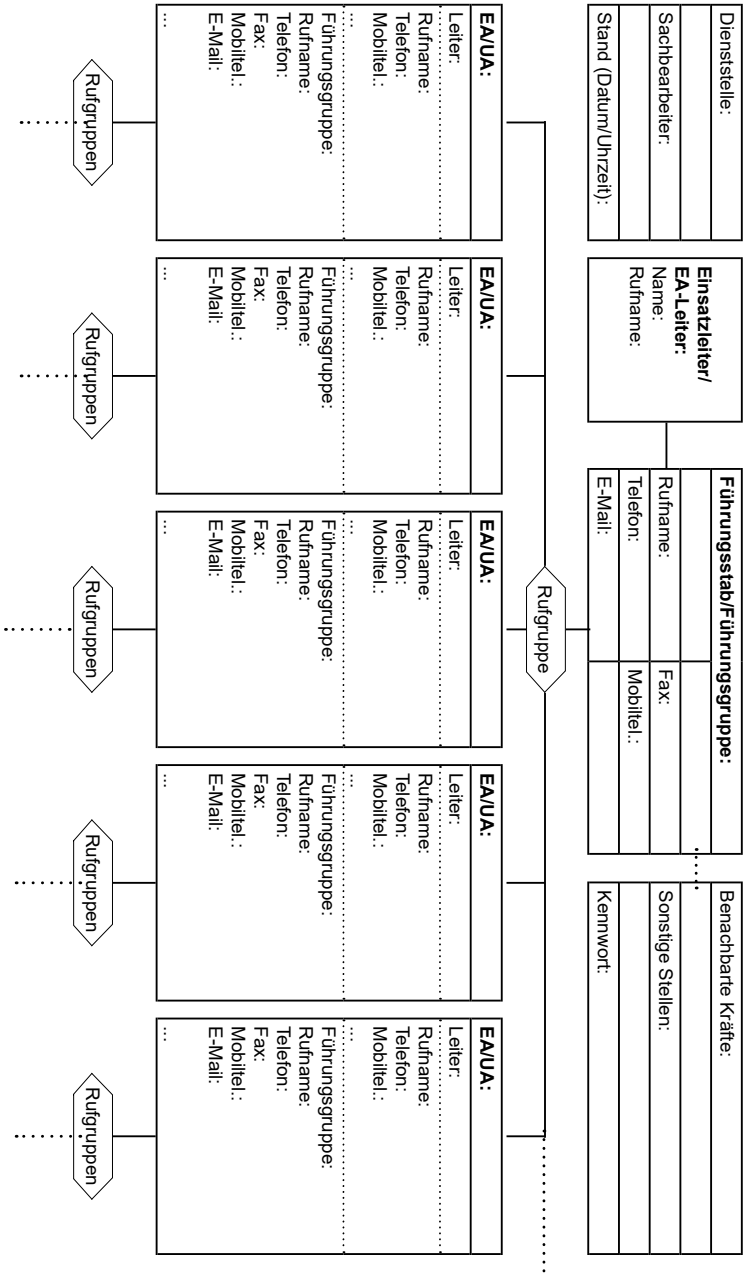 Dienststelle:
Sachbearbeiter:
Stand (Datum/Uhrzeit):
Einsatzleiter/
EA-Leiter:
Name:
Rufname:
Führungsstab/Führungsgruppe:
Rufname:
Fax:
Telefon:
Mobiltel.:
E-Mail:
Benachbarte Kräfte:
Sonstige Stellen:
Kennwort:
Rufgruppe
EA/UA:
Leiter:
Rufname:
Telefon:
Mobiltel.:
...
Führungsgruppe:
Rufname:
Telefon:
Fax:
Mobiltel.:
E-Mail:
...
Rufgruppen
EA/UA:
Leiter:
Rufname:
Telefon:
Mobiltel.:
...
Führungsgruppe:
Rufname:
Telefon:
Fax:
Mobiltel.:
E-Mail:
...
Rufgruppen
EA/UA:
Leiter:
Rufname:
Telefon:
Mobiltel.:
...
Führungsgruppe:
Rufname:
Telefon:
Fax:
Mobiltel.:
E-Mail:
...
Rufgruppen
EA/UA:
Leiter:
Rufname:
Telefon:
Mobiltel.:
...
Führungsgruppe:
Rufname:
Telefon:
Fax:
Mobiltel.:
E-Mail:
...
Rufgruppen
EA/UA:
Leiter:
Rufname:
Telefon:
Mobiltel.:
...
Führungsgruppe:
Rufname:
Telefon:
Fax:
Mobiltel.:
E-Mail:
...
Rufgruppen